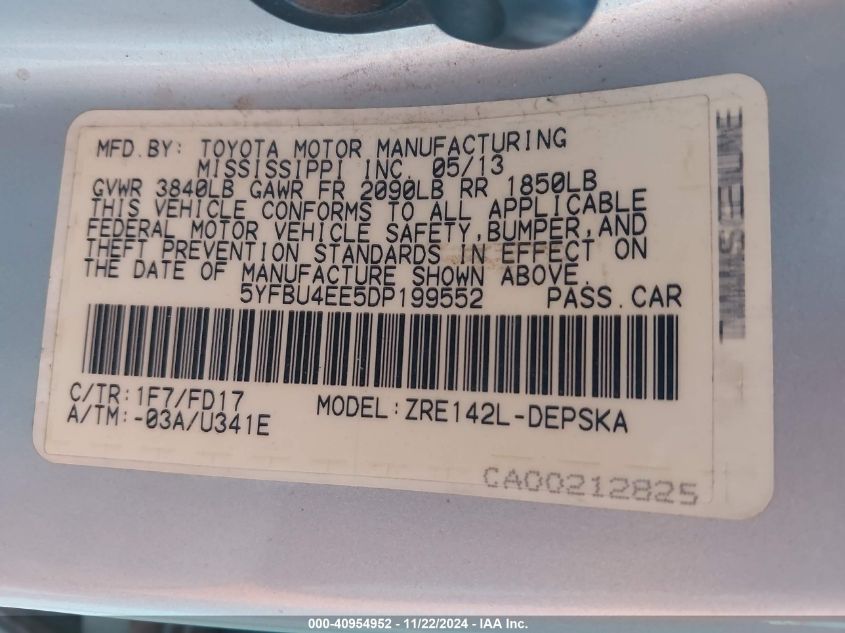 MFD.BY: TOYOTA MOTOR MANUFACTURING
MISSISSIPPI INC. 05/13
GVWR 3840LB GAWR FR 2090LB RR 1850LB
THIS VEHICLE CONFORMS TO ALL APPLICABLE
FEDERAL MOTOR VEHICLE SAFETY,BUMPER,AND
THEFT PREVENTION STANDARDS IN EFFECT ON
THE DATE OF MANUFACTURE SHOWN ABOVE.
5YFBU4EE5DP199552 PASS.CAR
C/TR:1F7/FD17
A/TM:-03A/U341E
MODEL:ZRE142L-DEPSKA
CA00212825
000-40954952 - 11/22/2024 - IAA Inc.